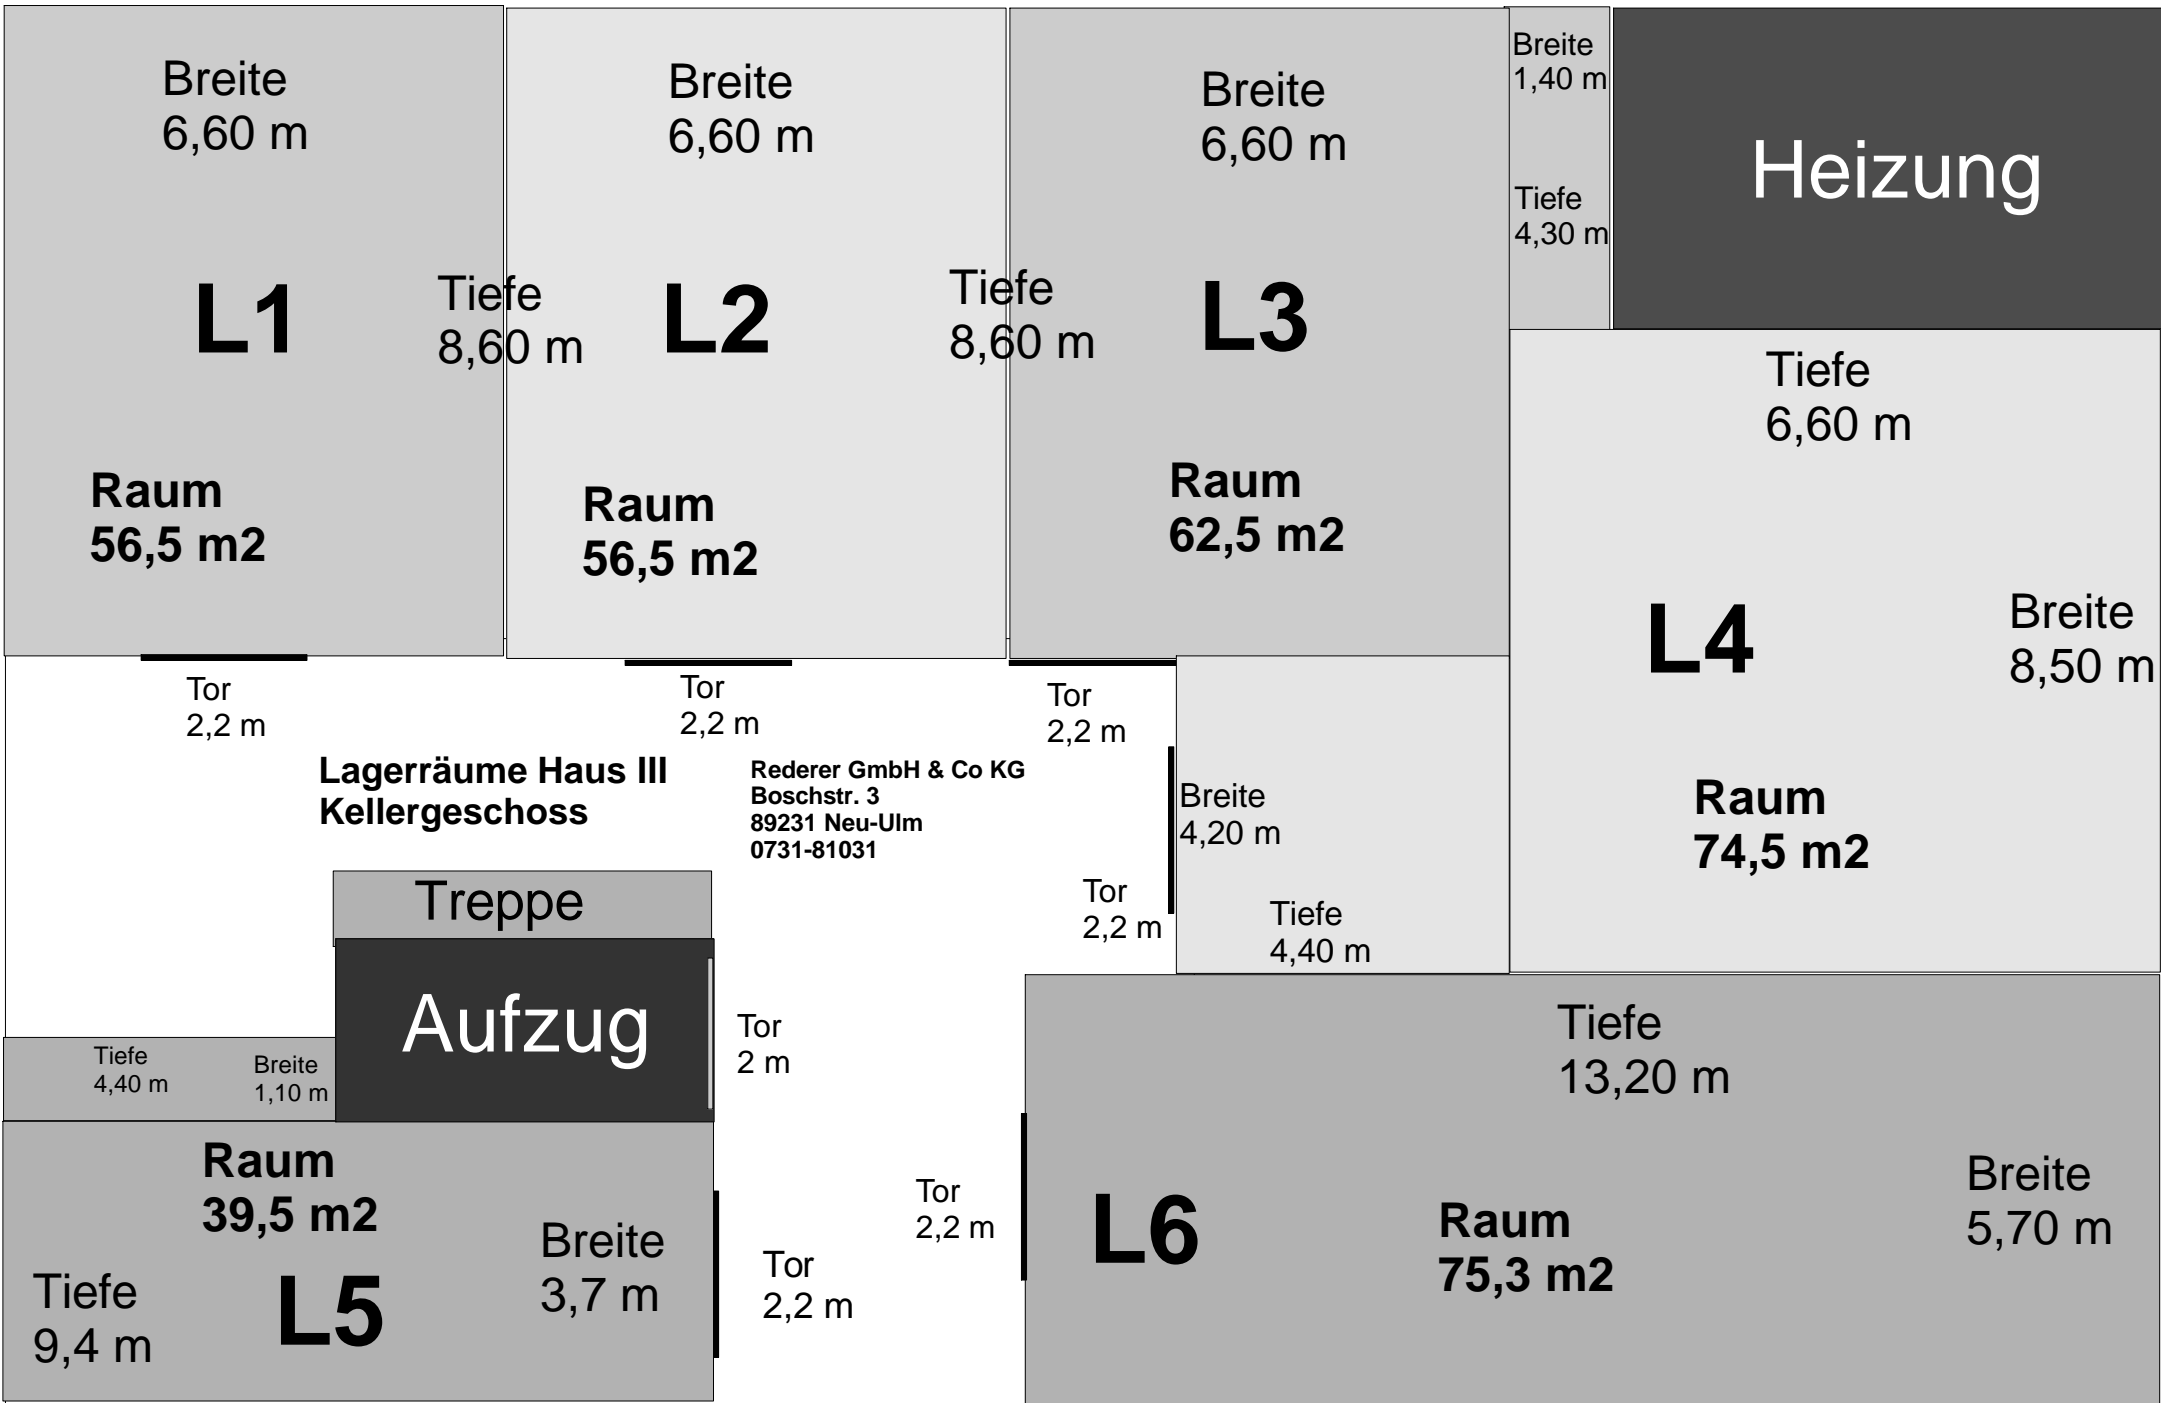 Breite
6,60 m
L1
Tiefe
8,60 m
Raum
56,5 m2
Tor
2,2 m
Breite
6,60 m
L2
Tiefe
8,60 m
Raum
56,5 m2
Tor
2,2 m
Breite
6,60 m
L3
Raum
62,5 m2
Tor
2,2 m
Breite
1,40 m
Tiefe
4,30 m
Heizung
Tiefe
6,60 m
L4
Breite
8,50 m
Raum
74,5 m2
Breite
4,20 m
Tiefe
4,40 m
Tor
2,2 m
Lagerräume Haus III
Kellergeschoss
Rederer GmbH & Co KG
Boschstr. 3
89231 Neu-Ulm
0731-81031
Treppe
Aufzug
Tor
2 m
Tiefe
4,40 m
Breite
1,10 m
Raum
39,5 m2
Breite
3,7 m
Tiefe
9,4 m
L5
Tor
2,2 m
Tor
2,2 m
Tiefe
13,20 m
L6
Raum
75,3 m2
Breite
5,70 m